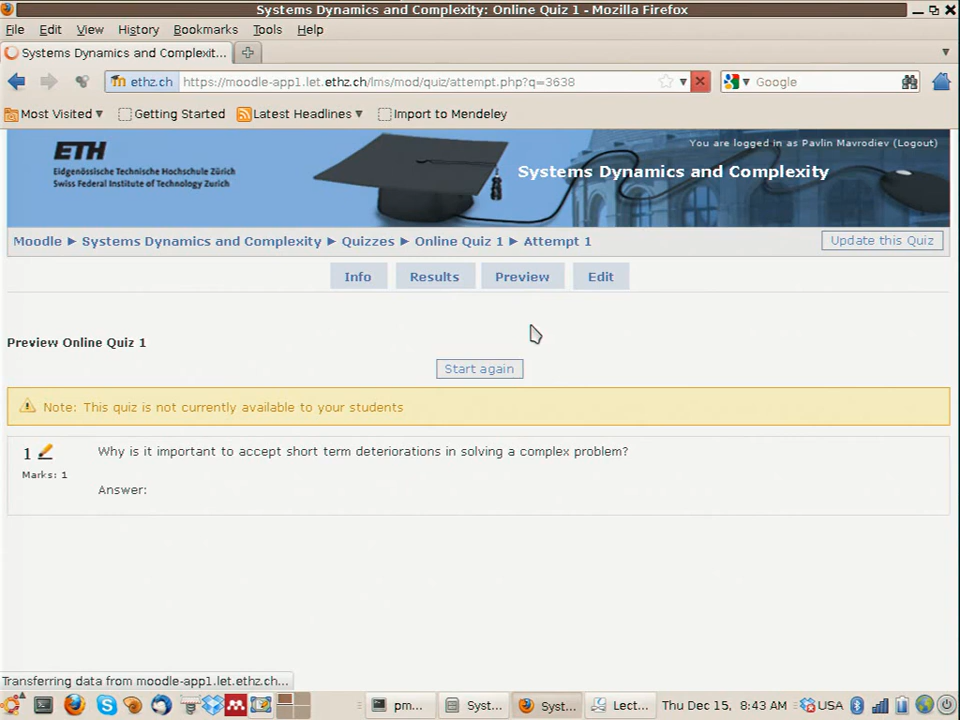 Systems Dynamics and Complexity: Online Quiz 1 - Mozilla Firefox
File Edit View History Bookmarks Tools Help
Systems Dynamics and Complexit...
ethz.ch https://moodle-app1.let.ethz.ch/lms/mod/quiz/attempt.php?q=3638 Google
Most Visited Getting Started Latest Headlines Import to Mendeley
ETH
Eidgenössische Technische Hochschule Zürich
Swiss Federal Institute of Technology Zurich
You are logged in as Pavlin Mavrodiev (Logout)
Systems Dynamics and Complexity
Moodle ► Systems Dynamics and Complexity ► Quizzes ► Online Quiz 1 ► Attempt 1
Update this Quiz
Info Results Preview Edit
Preview Online Quiz 1
Start again
Note: This quiz is not currently available to your students
1
Marks: 1
Why is it important to accept short term deteriorations in solving a complex problem?
Answer:
Transferring data from moodle-app1.let.ethz.ch...
pm... Syst... Syst... Lect... Thu Dec 15, 8:43 AM USA